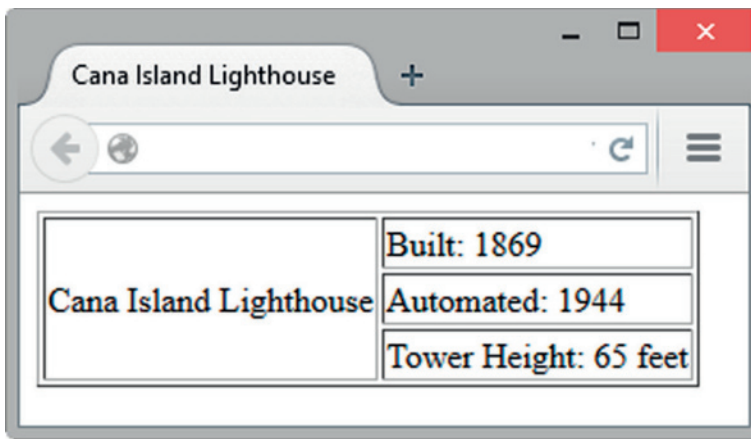 Cana Island Lighthouse
Cana Island Lighthouse
Built: 1869
Automated: 1944
Tower Height: 65 feet